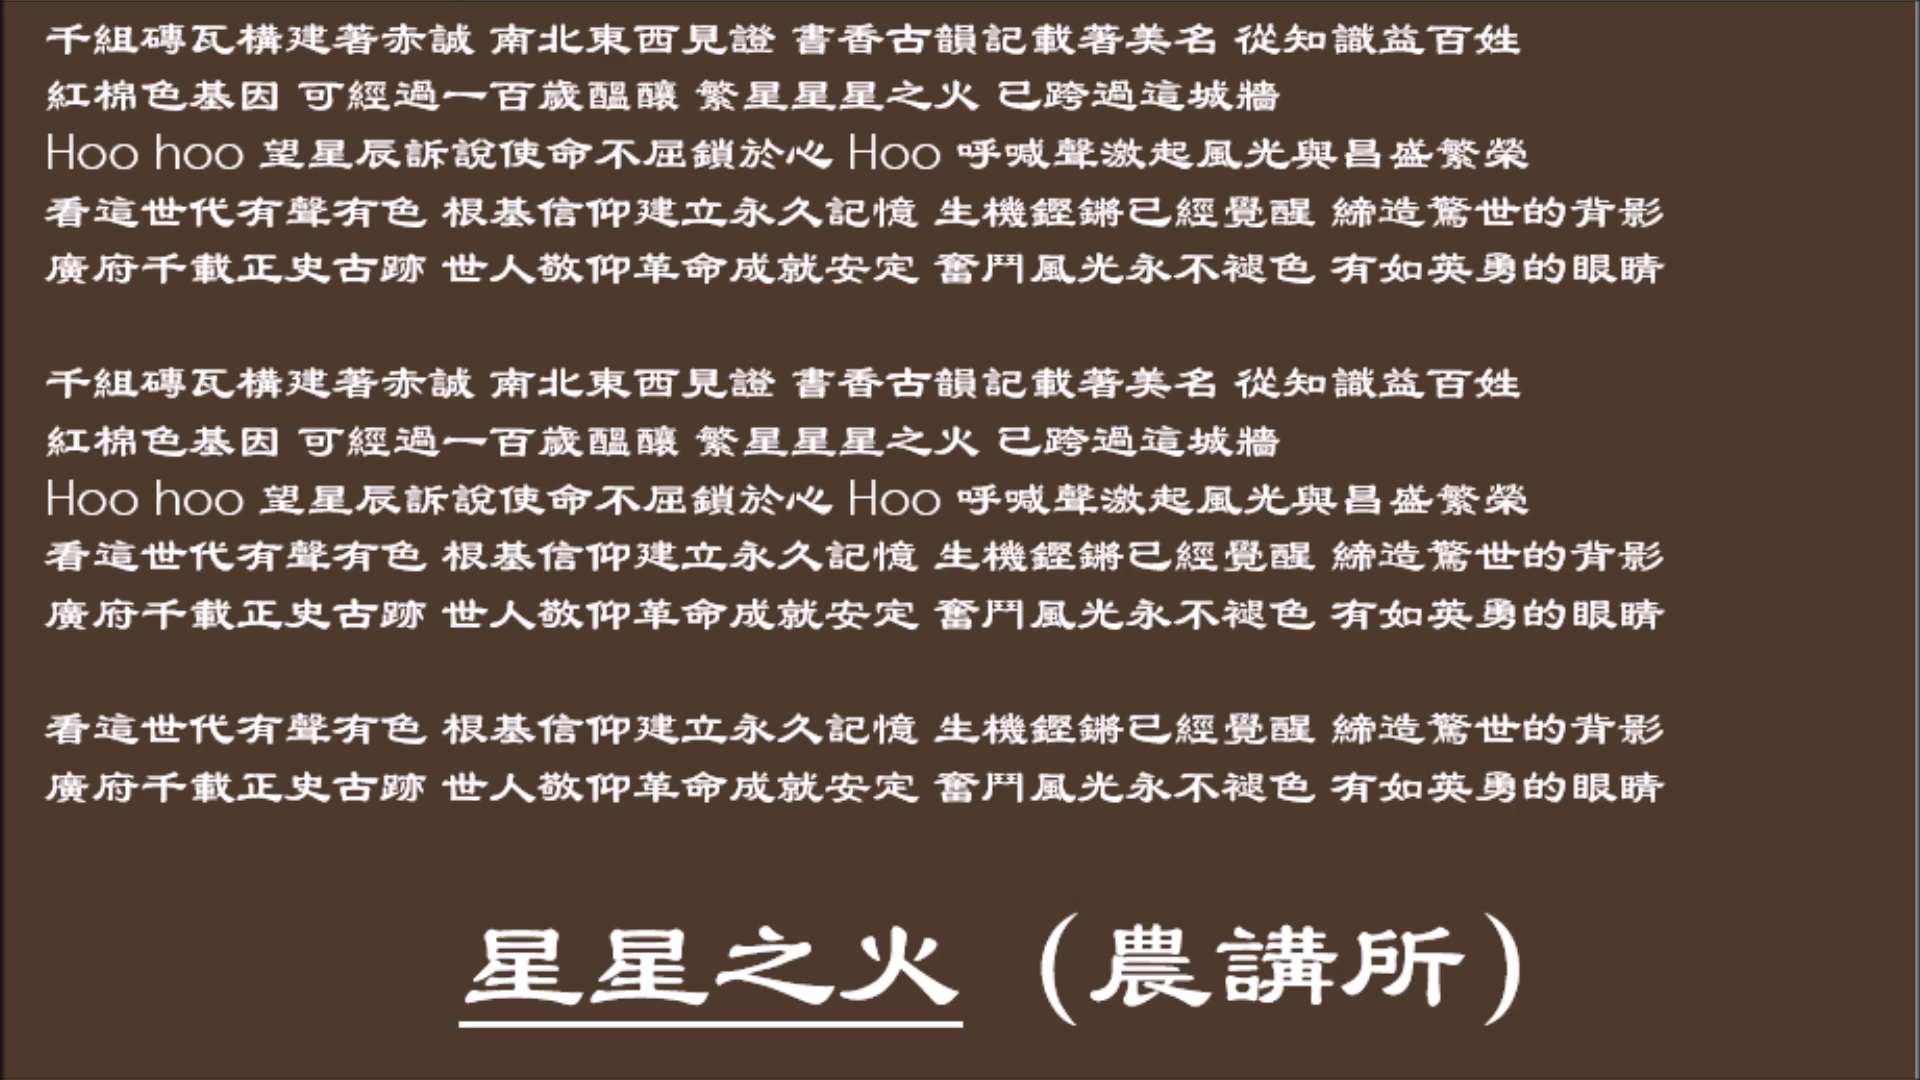 千組磚瓦構建著赤誠 南北東西見證 書香古韻記載著美名 從知識益百姓
紅棉色基因 可經過一百歲醞釀 繁星星星之火 已跨過這城牆
Hoo hoo 望星辰訴說使命不屈鎖於心 Hoo 呼喊聲激起風光與昌盛繁榮
看這世代有聲有色 根基信仰建立永久記憶 生機鏗鏘已經覺醒 締造驚世的背影
廣府千載正史古跡 世人敬仰革命成就安定 奮鬥風光永不褪色 有如英勇的眼睛
千組磚瓦構建著赤誠 南北東西見證 書香古韻記載著美名 從知識益百姓
紅棉色基因 可經過一百歲醞釀 繁星星星之火 已跨過這城牆
Hoo hoo 望星辰訴說使命不屈鎖於心 Hoo 呼喊聲激起風光與昌盛繁榮
看這世代有聲有色 根基信仰建立永久記憶 生機鏗鏘已經覺醒 締造驚世的背影
廣府千載正史古跡 世人敬仰革命成就安定 奮鬥風光永不褪色 有如英勇的眼睛
看這世代有聲有色 根基信仰建立永久記憶 生機鏗鏘已經覺醒 締造驚世的背影
廣府千載正史古跡 世人敬仰革命成就安定 奮鬥風光永不褪色 有如英勇的眼睛
星星之火（農講所）